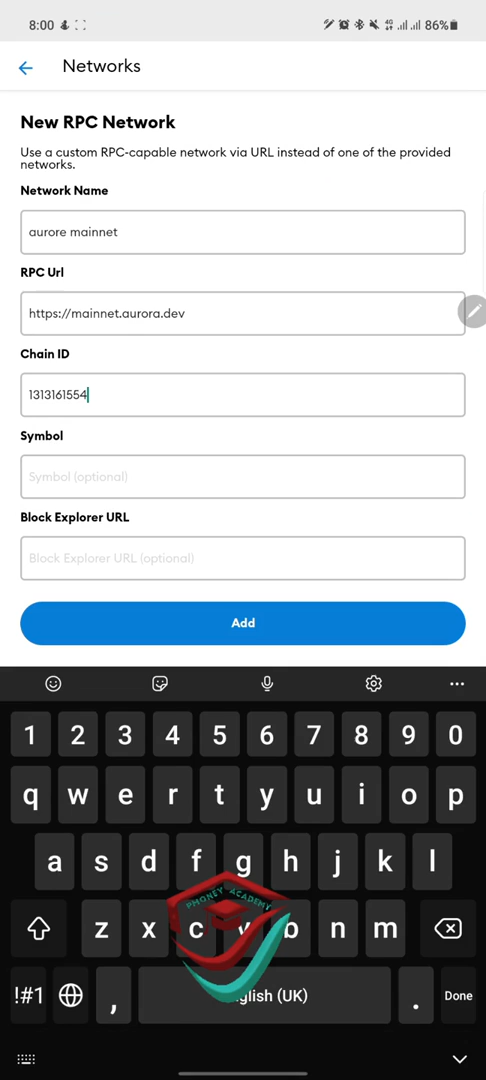 8:00
4G
86%
Networks
New RPC Network
Use a custom RPC-capable network via URL instead of one of the provided
networks.
Network Name
aurore mainnet
RPC Url
https://mainnet.aurora.dev
Chain ID
1313161554
Symbol
Symbol (optional)
Block Explorer URL
Block Explorer URL (optional)
Add
1 2 3 4 5 6 7 8 9 0
q w e r t y u i o p
a s d f g h j k l
PHONEY ACADEMY
z x c v b n m
!#1 , English (UK) . Done